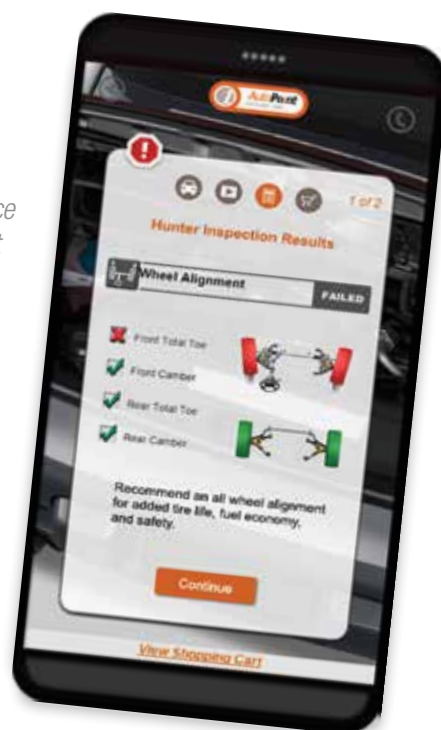 AutoPoint
1 of 2
Hunter Inspection Results
Wheel Alignment
FAILED
Front Total Toe
Front Camber
Rear Total Toe
Rear Camber
Recommend an all wheel alignment
for added tire life, fuel economy,
and safety.
Continue
View Shopping Cart